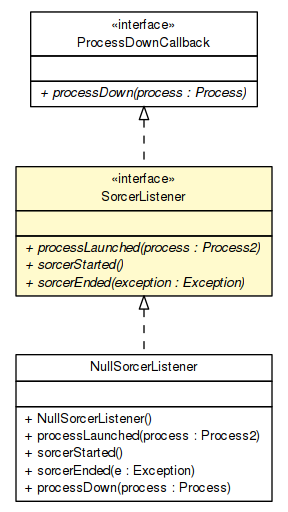 «interface»
ProcessDownCallback
+ processDown(process : Process)
«interface»
SorcerListener
+ processLaunched(process : Process2)
+ sorcerStarted()
+ sorcerEnded(exception : Exception)
NullSorcerListener
+ NullSorcerListener()
+ processLaunched(process : Process2)
+ sorcerStarted()
+ sorcerEnded(e : Exception)
+ processDown(process : Process)